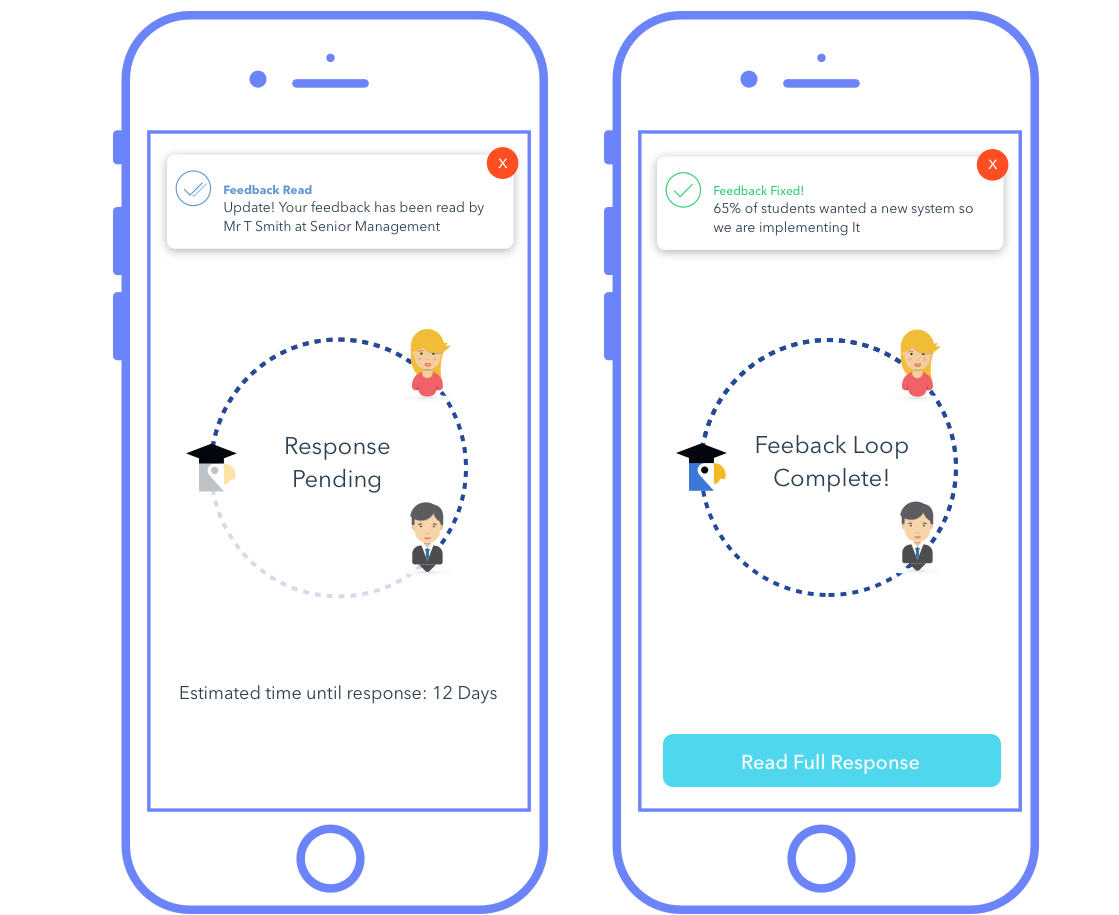 X
Feedback Read
Update! Your feedback has been read by
Mr T Smith at Senior Management
Response
Pending
Estimated time until response: 12 Days
X
Feedback Fixed!
65% of students wanted a new system so
we are implementing It
Feeback Loop
Complete!
Read Full Response